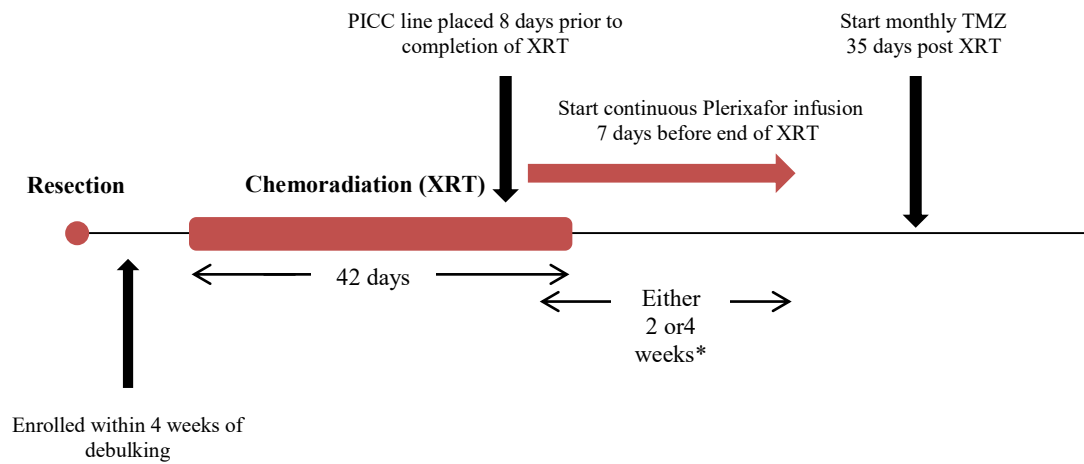 PICC line placed 8 days prior to
completion of XRT
Start monthly TMZ
35 days post XRT
Start continuous Plerixafor infusion
7 days before end of XRT
Resection
Chemoradiation (XRT)
42 days
Either
2 or4
weeks*
Enrolled within 4 weeks of
debulking